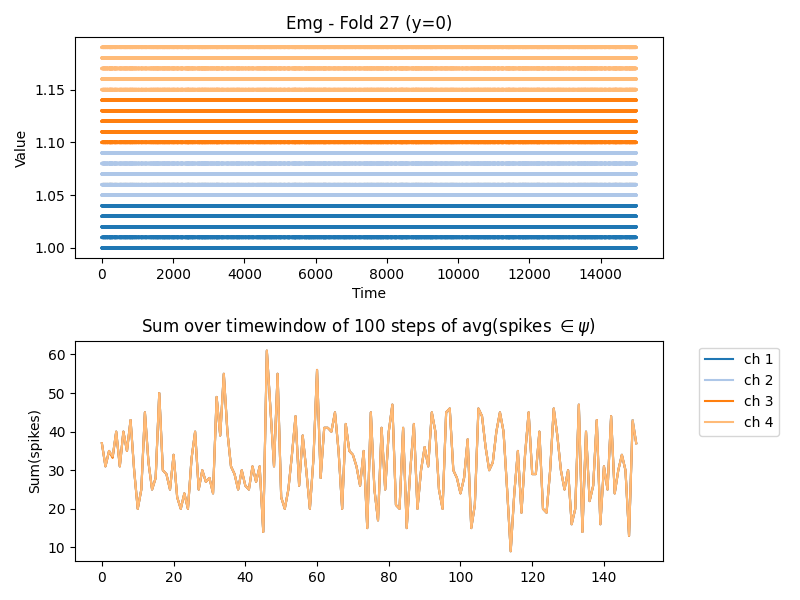 Emg - Fold 27 (y=0)
Value
1.15
1.10
1.05
1.00
0 2000 4000 6000 8000 10000 12000 14000
Time
Sum over timewindow of 100 steps of avg(spikes ∈ψ)
Sum(spikes)
60
50
40
30
20
10
0 20 40 60 80 100 120 140
ch 1
ch 2
ch 3
ch 4